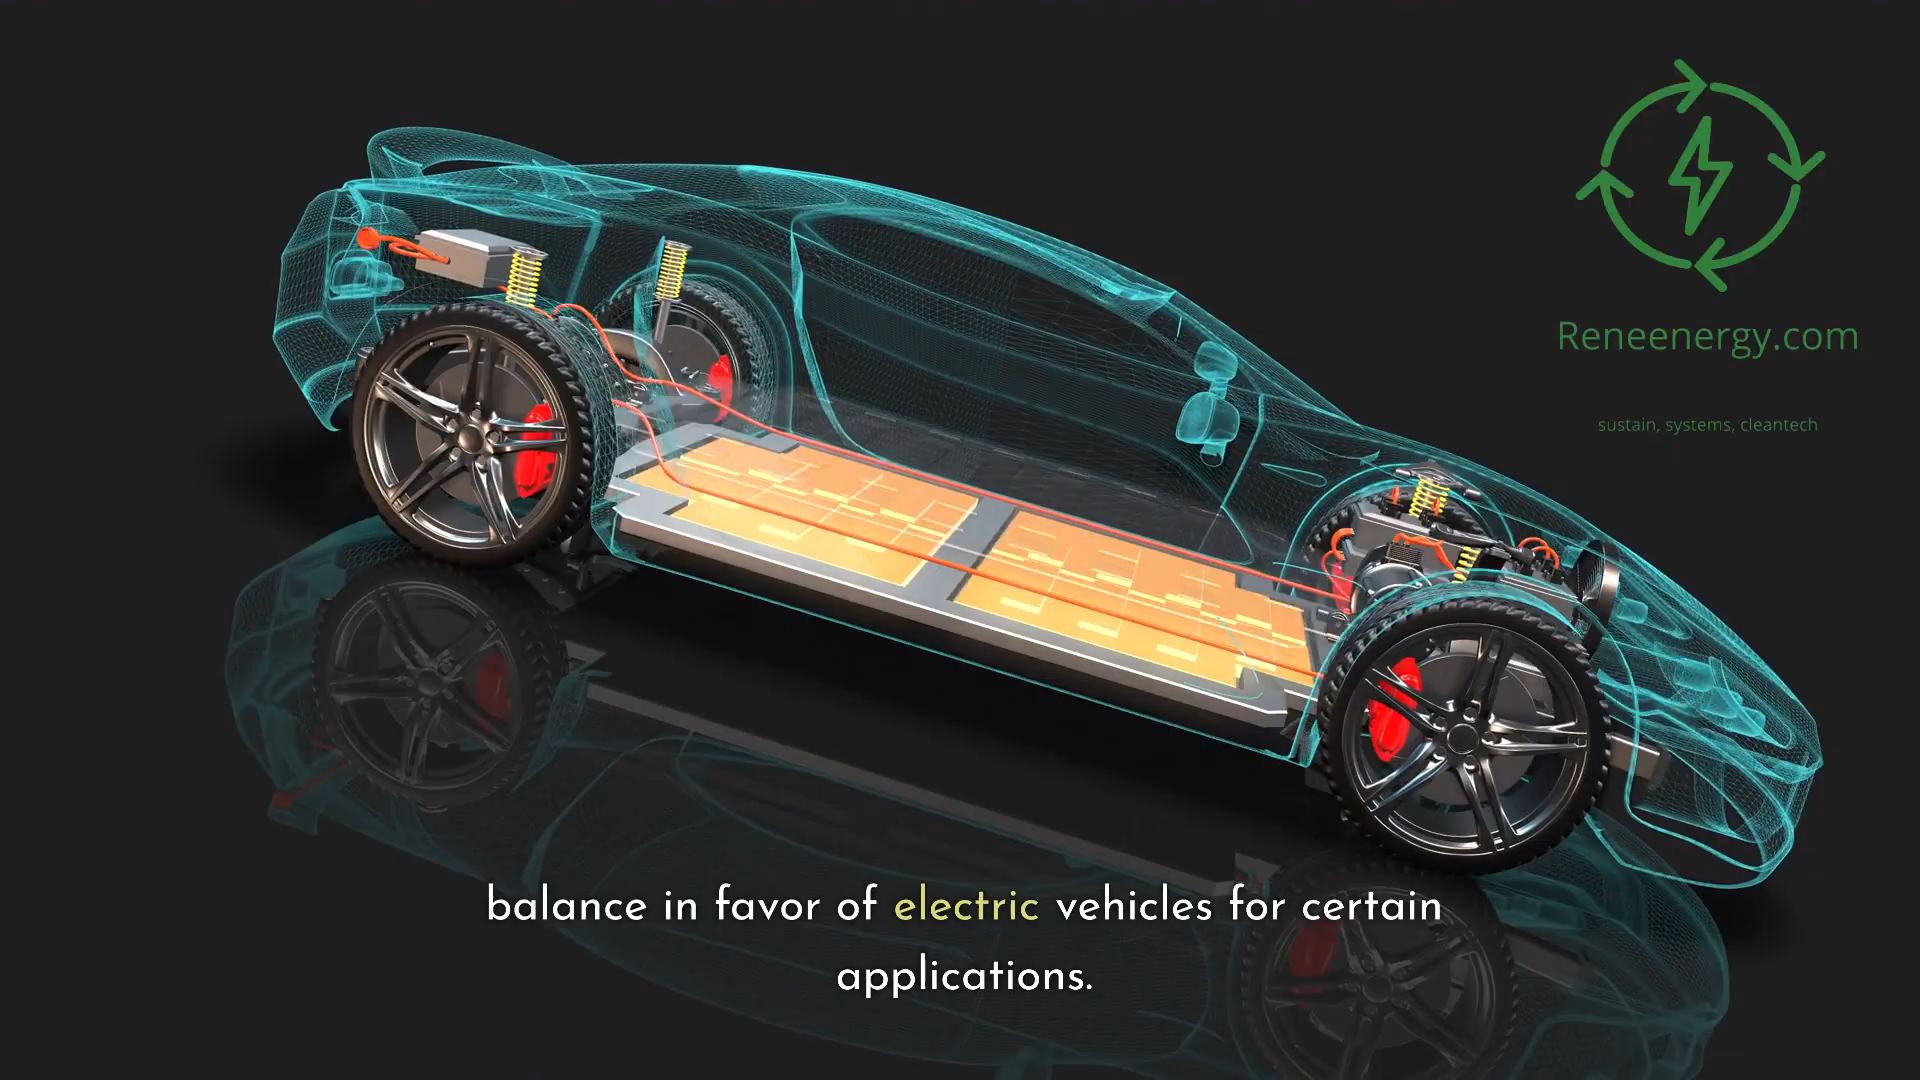 Reneenergy.com
sustain, systems, cleantech
balance in favor of electric vehicles for certain
applications.